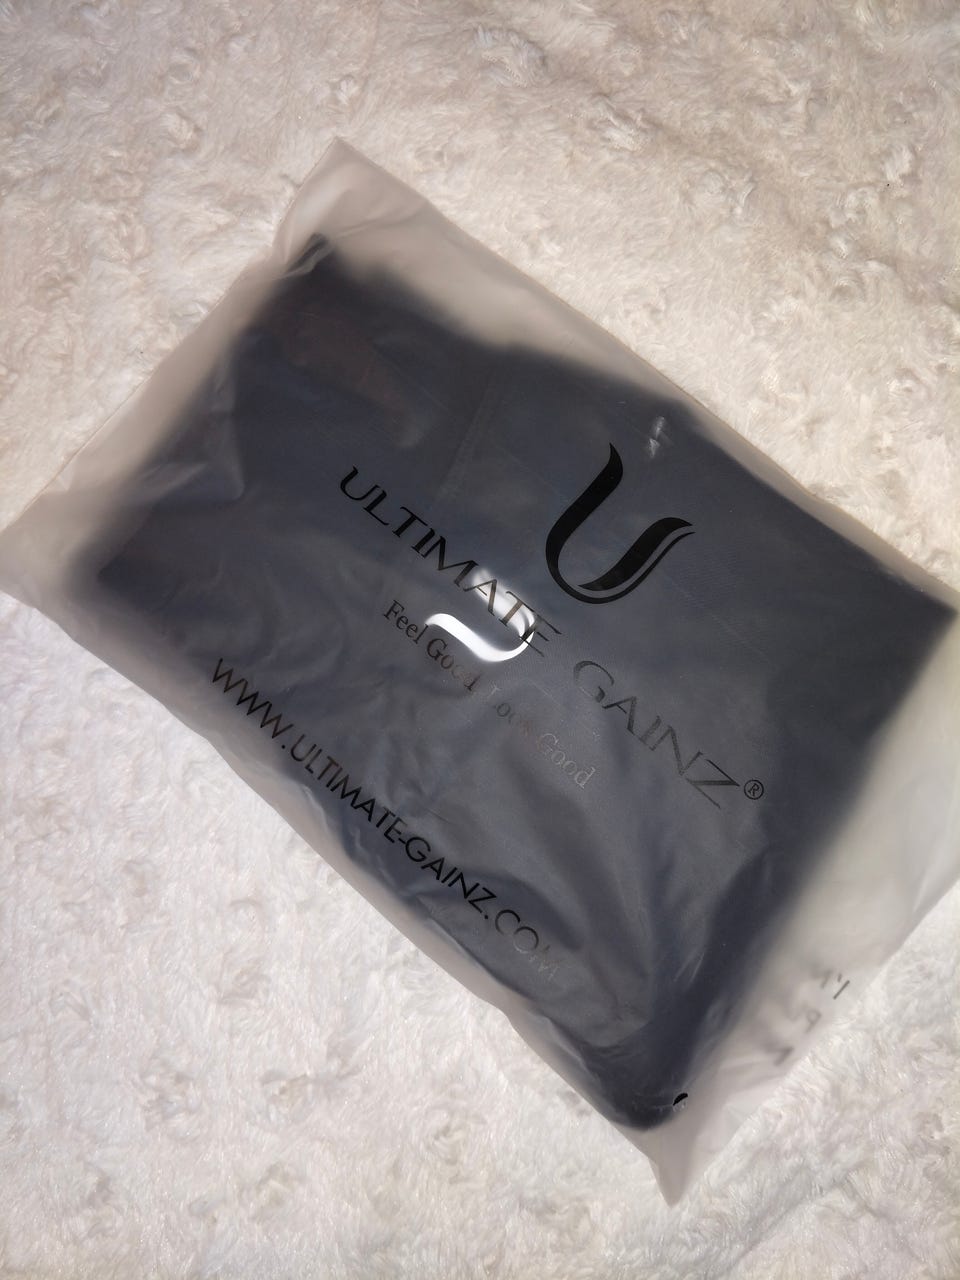 ULTIMATE GAINZ®
Feel Good Look Good
WWW.ULTIMATE-GAINZ.COM